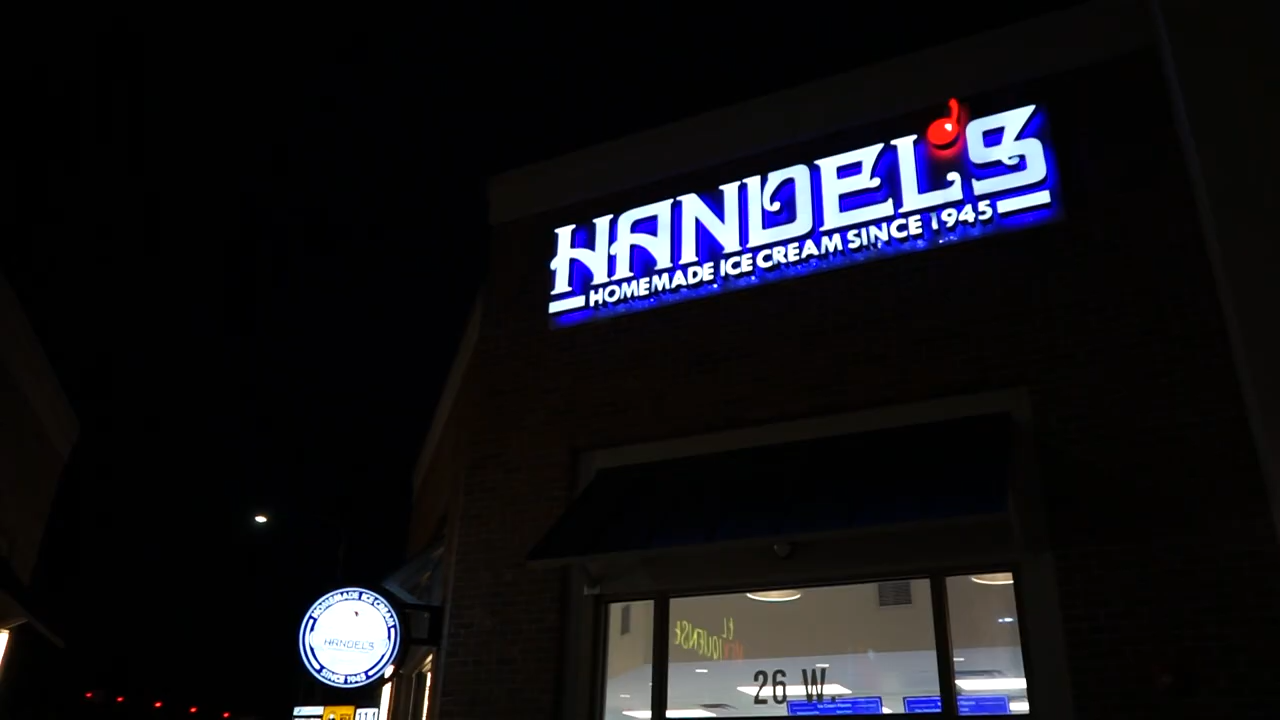 HANDEL'S
HOMEMADE ICE CREAM SINCE 1945
HOMEMADE ICE CREAM
HANDEL'S
SINCE 1945
26 W.